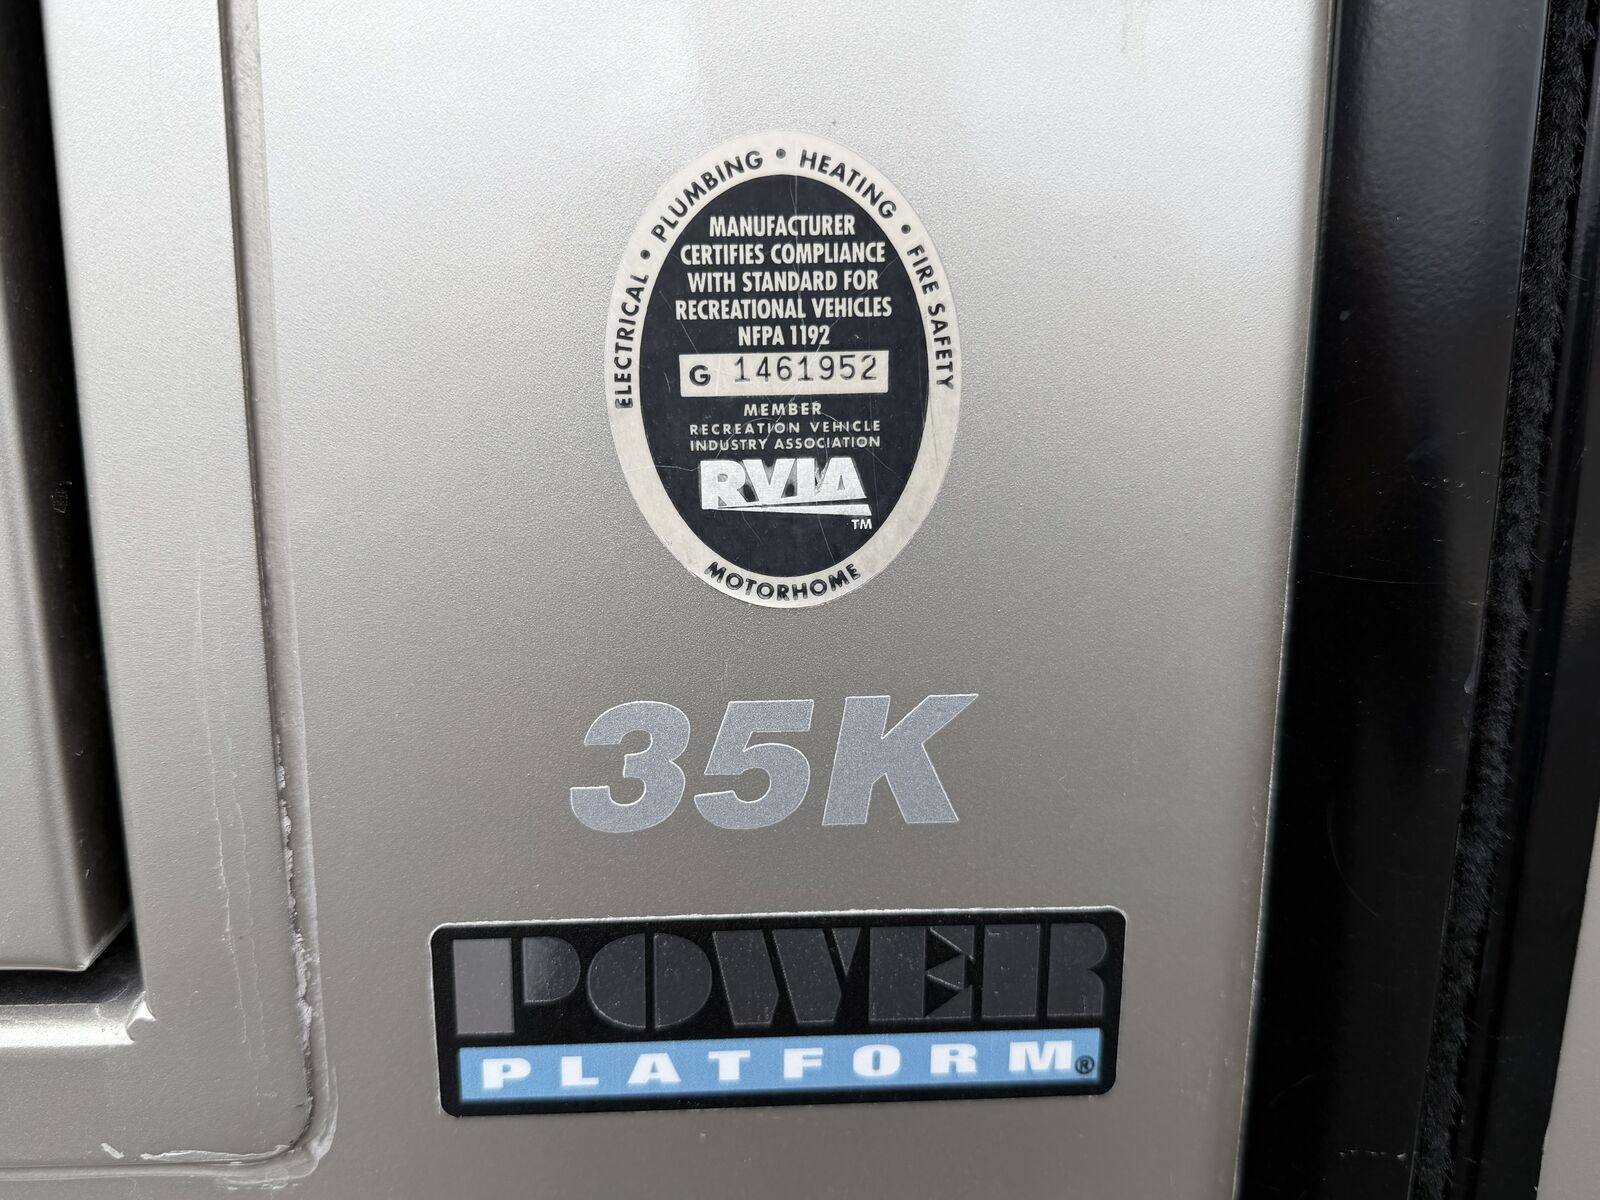 ELECTRICAL • PLUMBING • HEATING • FIRE SAFETY
MANUFACTURER
CERTIFIES COMPLIANCE
WITH STANDARD FOR
RECREATIONAL VEHICLES
NFPA 1192
G 1461952
MEMBER
RECREATION VEHICLE
INDUSTRY ASSOCIATION
RVIA
TM
MOTORHOME
35K
POWER
PLATFORM®